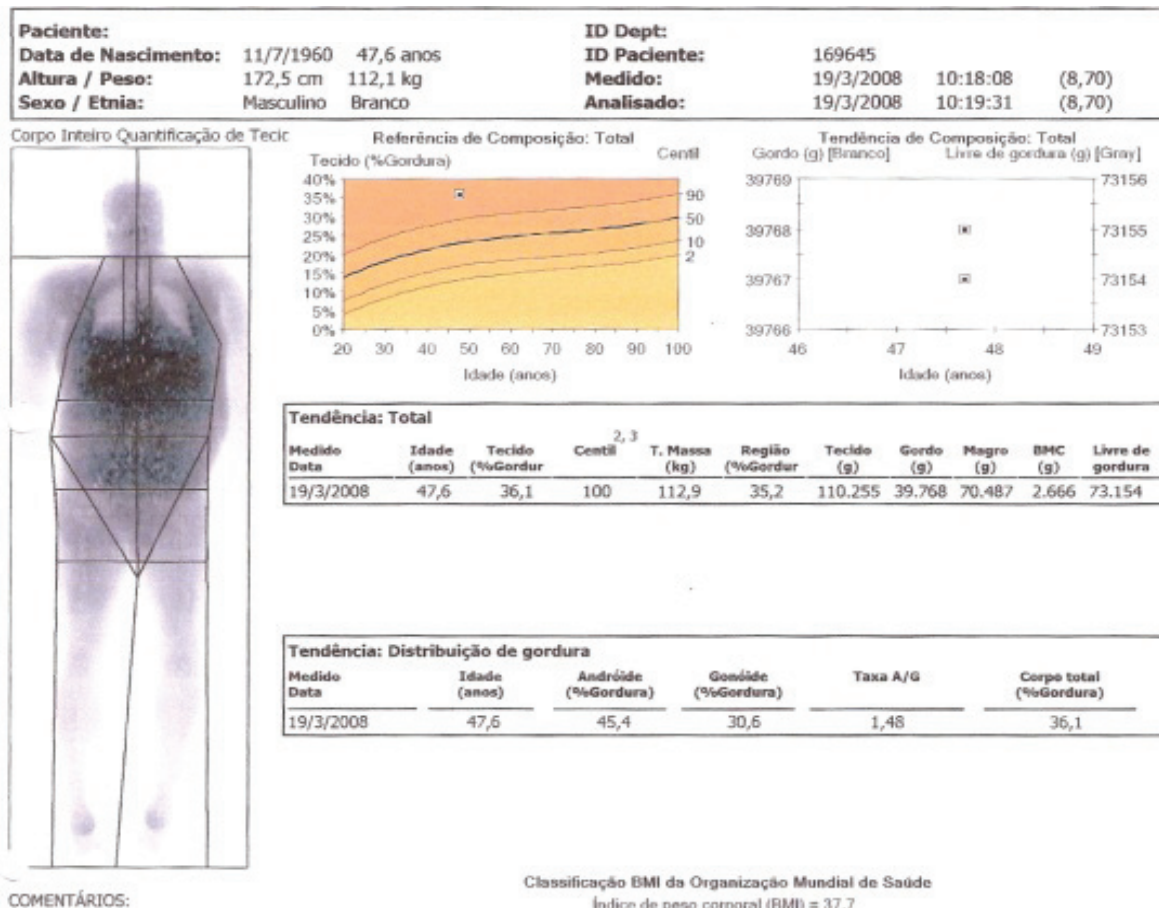 Paciente: ID Dept:
Data de Nascimento: 11/7/1960 47,6 anos ID Paciente: 169645
Altura / Peso: 172,5 cm 112,1 kg Medido: 19/3/2008 10:18:08 (8,70)
Sexo / Etnia: Masculino Branco Analisado: 19/3/2008 10:19:31 (8,70)
Corpo Inteiro Quantificação de Tecic
Referência de Composição: Total
Tecido (%Gordura) Centil
40%
35%
30%
25%
20%
15%
10%
5%
0%
90
50
10
2
20 30 40 50 60 70 80 90 100
Idade (anos)
Tendência de Composição: Total
Gordo (g) [Branco] Livre de gordura (g) [Gray]
39769 73156
39768 73155
39767 73154
39766 73153
46 47 48 49
Idade (anos)
Tendência: Total
2, 3
Medido Idade Tecido Centil T. Massa Região Tecido Gordo Magro BMC Livre de
Data (anos) (%Gordur (kg) (%Gordur (g) (g) (g) (g) gordura
19/3/2008 47,6 36,1 100 112,9 35,2 110.255 39.768 70.487 2.666 73.154
Tendência: Distribuição de gordura
Medido Idade Andróide Gonóide Taxa A/G Corpo total
Data (anos) (%Gordura) (%Gordura) (%Gordura)
19/3/2008 47,6 45,4 30,6 1,48 36,1
COMENTÁRIOS:
Classificação BMI da Organização Mundial de Saúde
Índice de peso corporal (BMI) = 37,7